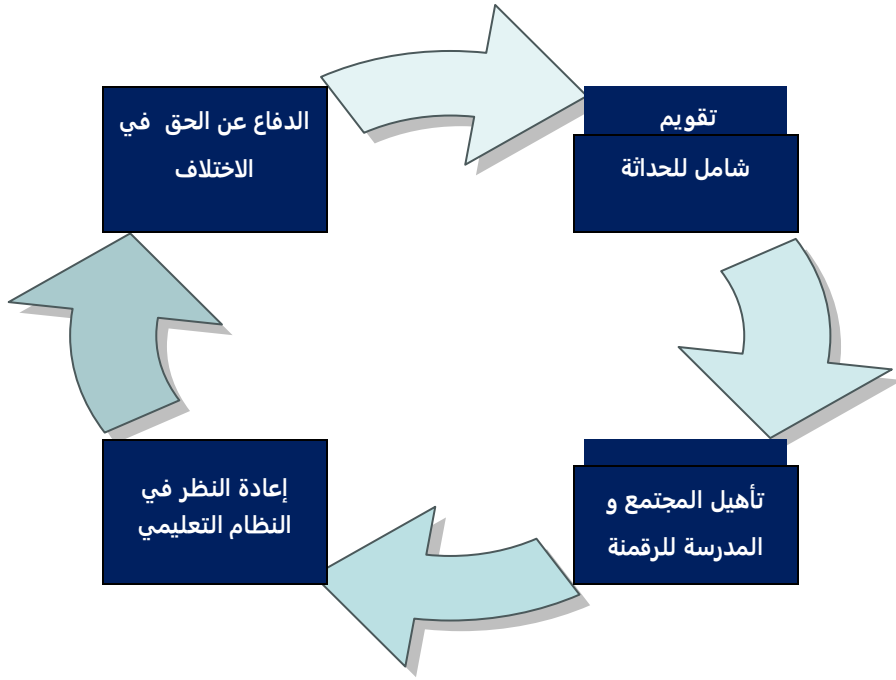 تقويم
شامل للحداثة
الدفاع عن الحق في
الاختلاف
تأهيل المجتمع و
المدرسة للرقمنة
إعادة النظر في
النظام التعليمي